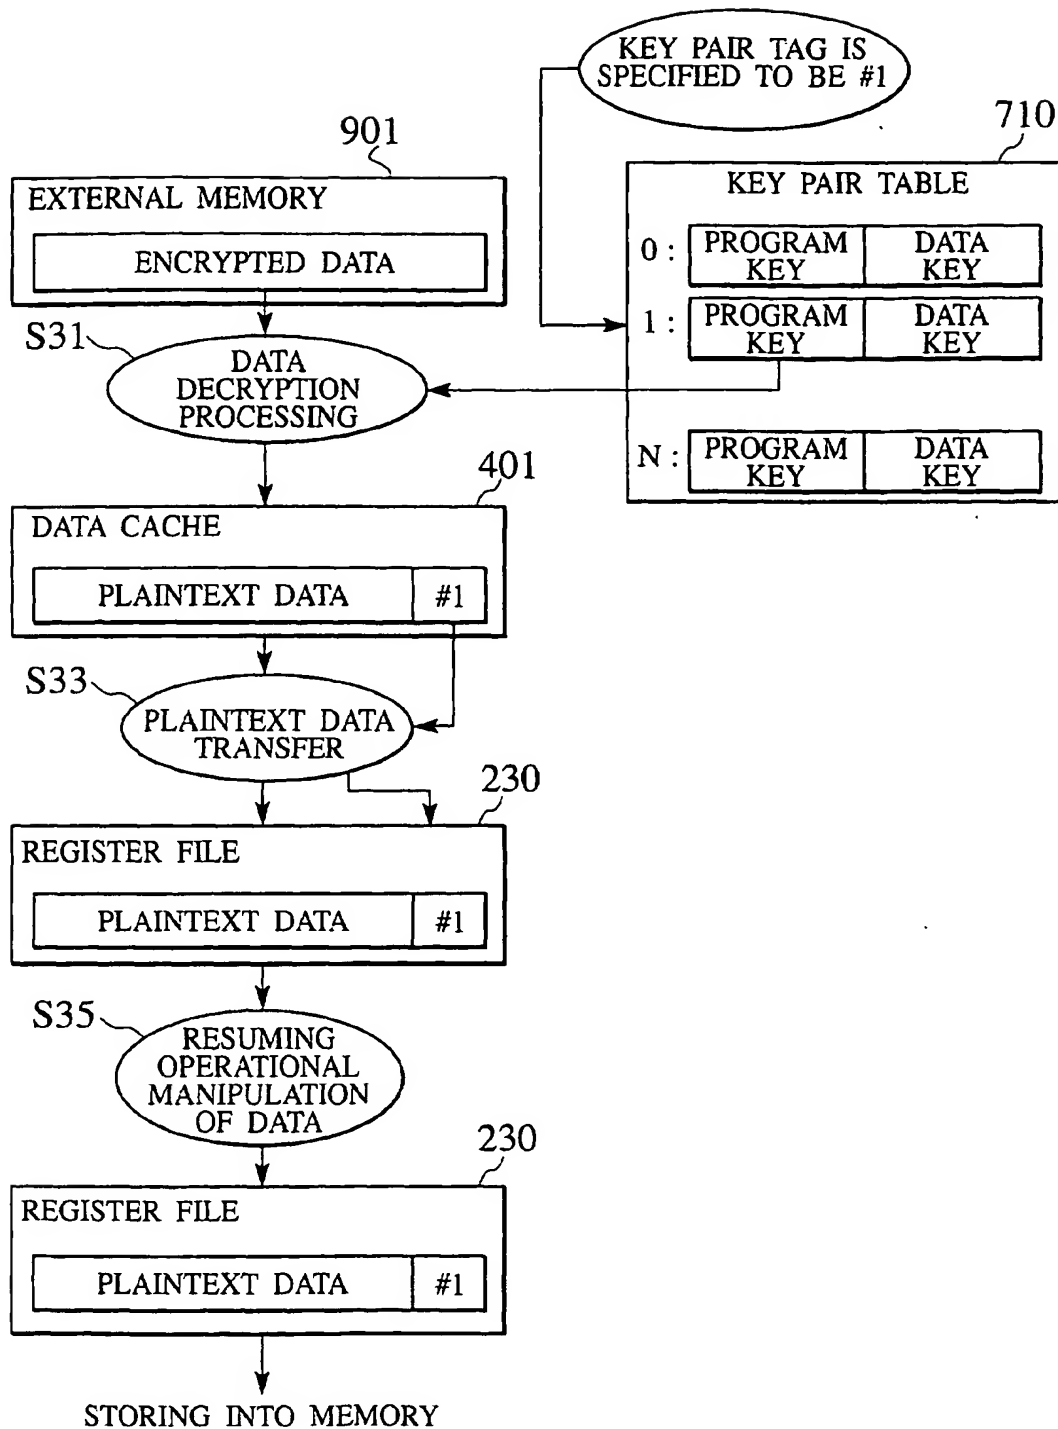 KEY PAIR TAG IS
SPECIFIED TO BE #1
710
901
KEY PAIR TABLE
EXTERNAL MEMORY
ENCRYPTED DATA
0 : PROGRAM KEY DATA KEY
1 : PROGRAM KEY DATA KEY
N : PROGRAM KEY DATA KEY
S31
DATA
DECRYPTION
PROCESSING
401
DATA CACHE
PLAINTEXT DATA #1
S33
PLAINTEXT DATA
TRANSFER
230
REGISTER FILE
PLAINTEXT DATA #1
S35
RESUMING
OPERATIONAL
MANIPULATION
OF DATA
230
REGISTER FILE
PLAINTEXT DATA #1
STORING INTO MEMORY